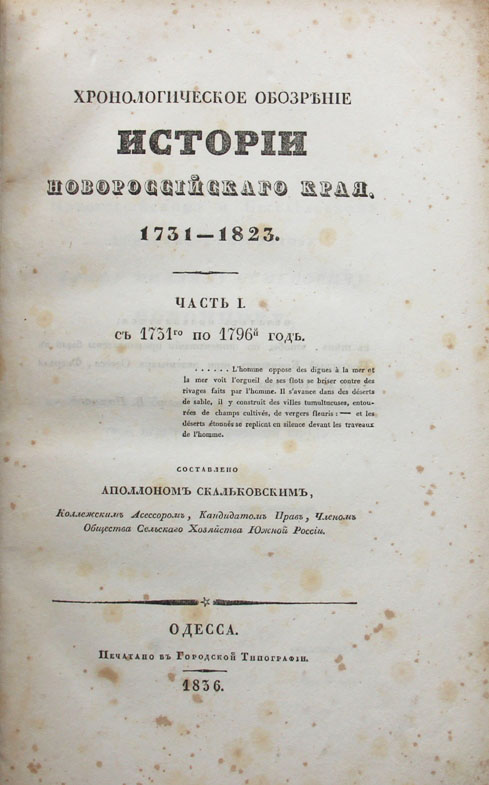 ХРОНОЛОГИЧЕСКОЕ ОБОЗРѢНІЕ
ИСТОРІИ
НОВОРОССІЙСКАГО КРАЯ,
1731—1823.
ЧАСТЬ I.
съ 1731го по 1796й годъ.
. . . . . . L'homme oppose des digues à la mer et
la mer voit l'orgueil de ses flots se briser contre des
rivages faits par l'homme. Il s'avance dans des déserts
de sable, il y construit des villes tumultueuses, entou-
rées de champs cultivés, de vergers fleuris: — et les
déserts étonnés se replient en silence devant les traveaux
de l'homme.
СОСТАВЛЕНО
АПОЛЛОНОМЪ СКАЛЬКОВСКИМЪ,
Коллежскимъ Асессоромъ, Кандидатомъ Правъ, Членомъ
Общества Сельскаго Хозяйства Южной Россіи.
ОДЕССА.
Печатано въ Городской Типографіи.
1836.